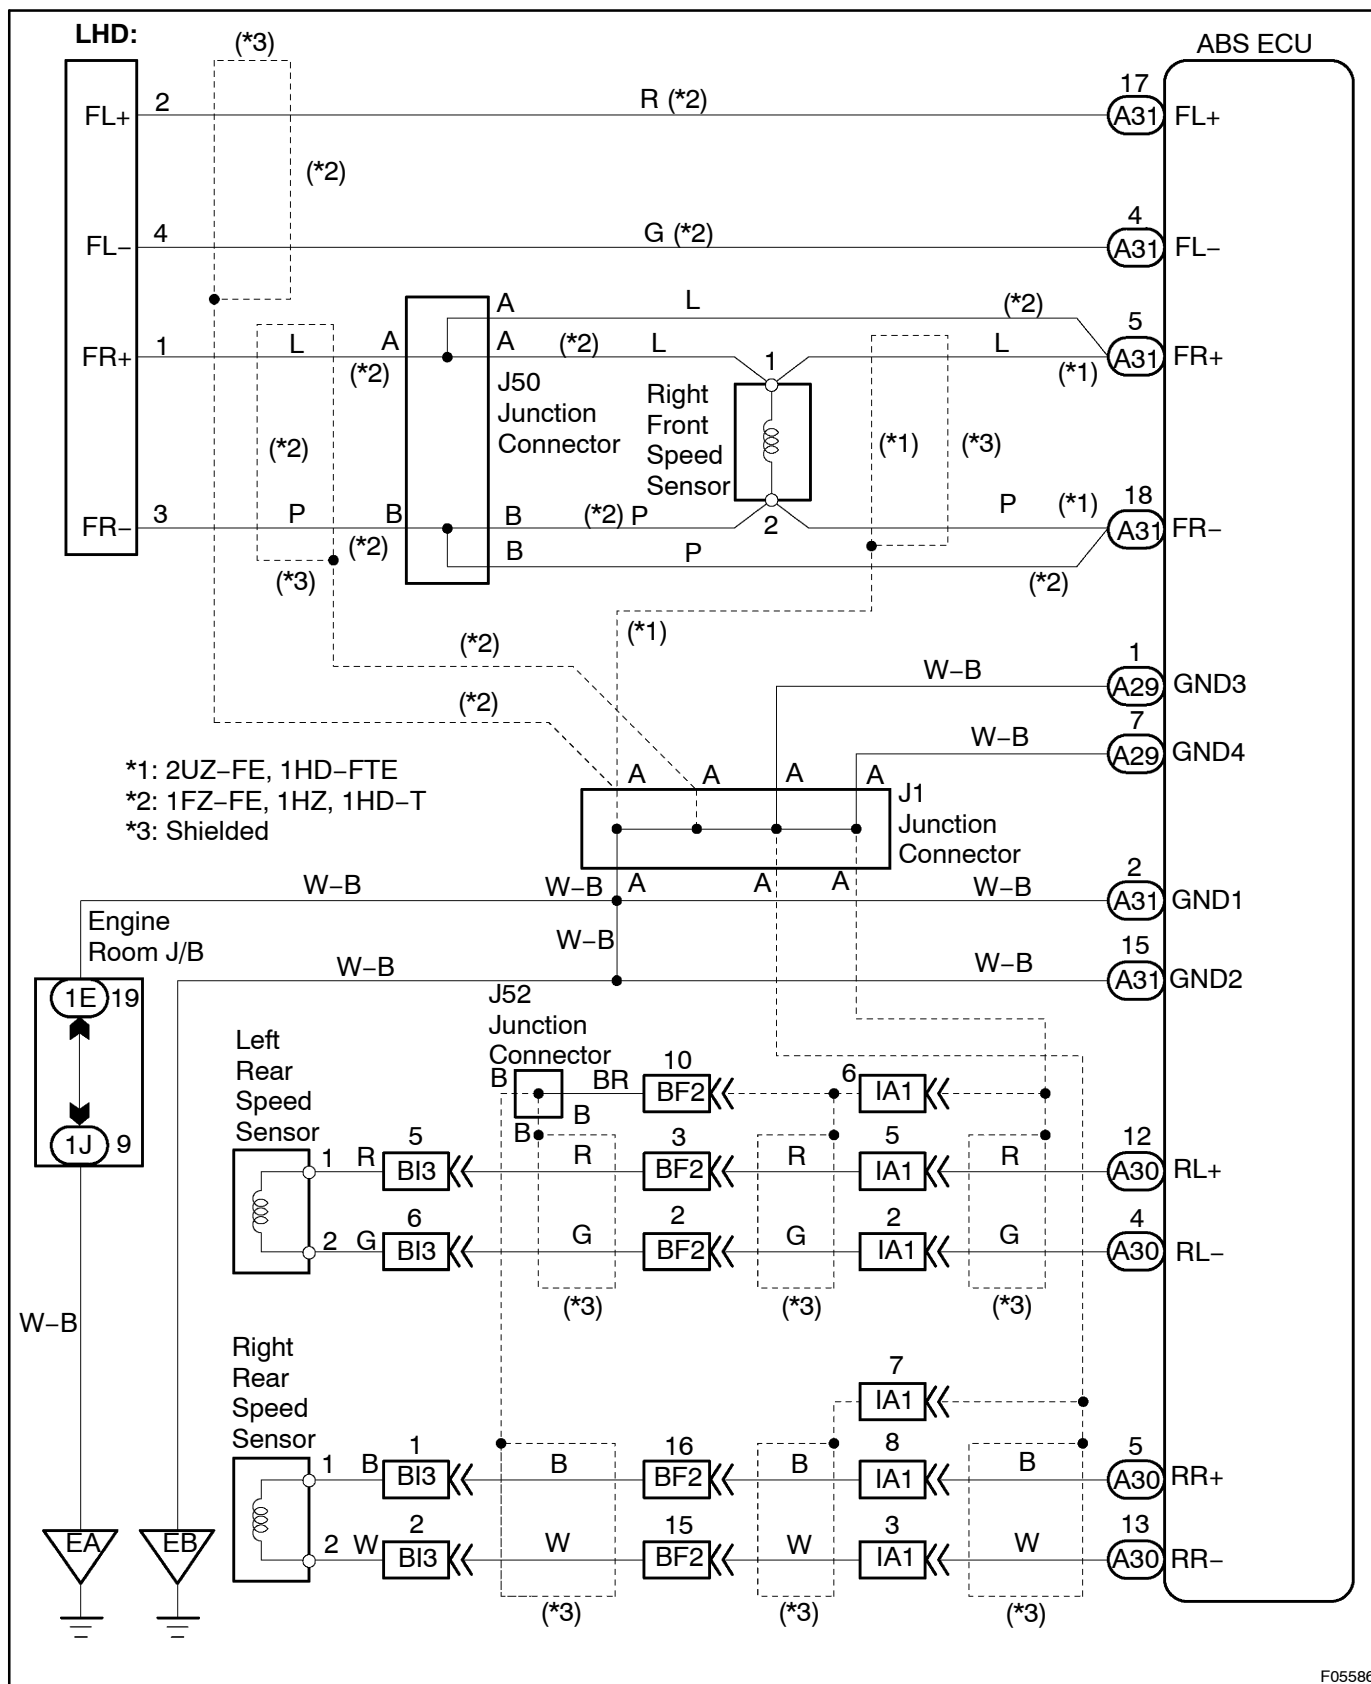 LHD:
(*3)
ABS ECU
FL+
2
R (*2)
17
A31
FL+
(*2)
FL−
4
G (*2)
4
A31
FL−
FR+
1
L
A
(*2)
A
L
(*2)
A
(*2)
L
1
L
(*1)
5
A31
FR+
J50
Junction
Connector
Right
Front
Speed
Sensor
(*2)
(*1)
(*3)
FR−
3
P
B
(*2)
(*3)
B
(*2)
P
2
P
(*1)
18
A31
FR−
B
P
(*2)
(*2)
(*1)
(*2)
W−B
1
A29
GND3
W−B
7
A29
GND4
*1: 2UZ−FE, 1HD−FTE
*2: 1FZ−FE, 1HZ, 1HD−T
*3: Shielded
A
A
A
A
J1
Junction
Connector
W−B
W−B
A
A
A
W−B
2
A31
GND1
Engine
Room J/B
W−B
W−B
W−B
15
A31
GND2
1E
19
1J
9
J52
Junction
Connector
B
BR
B
B
10
BF2
6
IA1
Left
Rear
Speed
Sensor
1
R
5
BI3
R
3
BF2
R
5
IA1
R
12
A30
RL+
2
G
6
BI3
G
2
BF2
G
2
IA1
G
4
A30
RL−
(*3)
(*3)
(*3)
W−B
Right
Rear
Speed
Sensor
7
IA1
1
B
1
BI3
B
16
BF2
B
8
IA1
B
5
A30
RR+
2
W
2
BI3
W
15
BF2
W
3
IA1
W
13
A30
RR−
EA
EB
(*3)
(*3)
(*3)
F05586